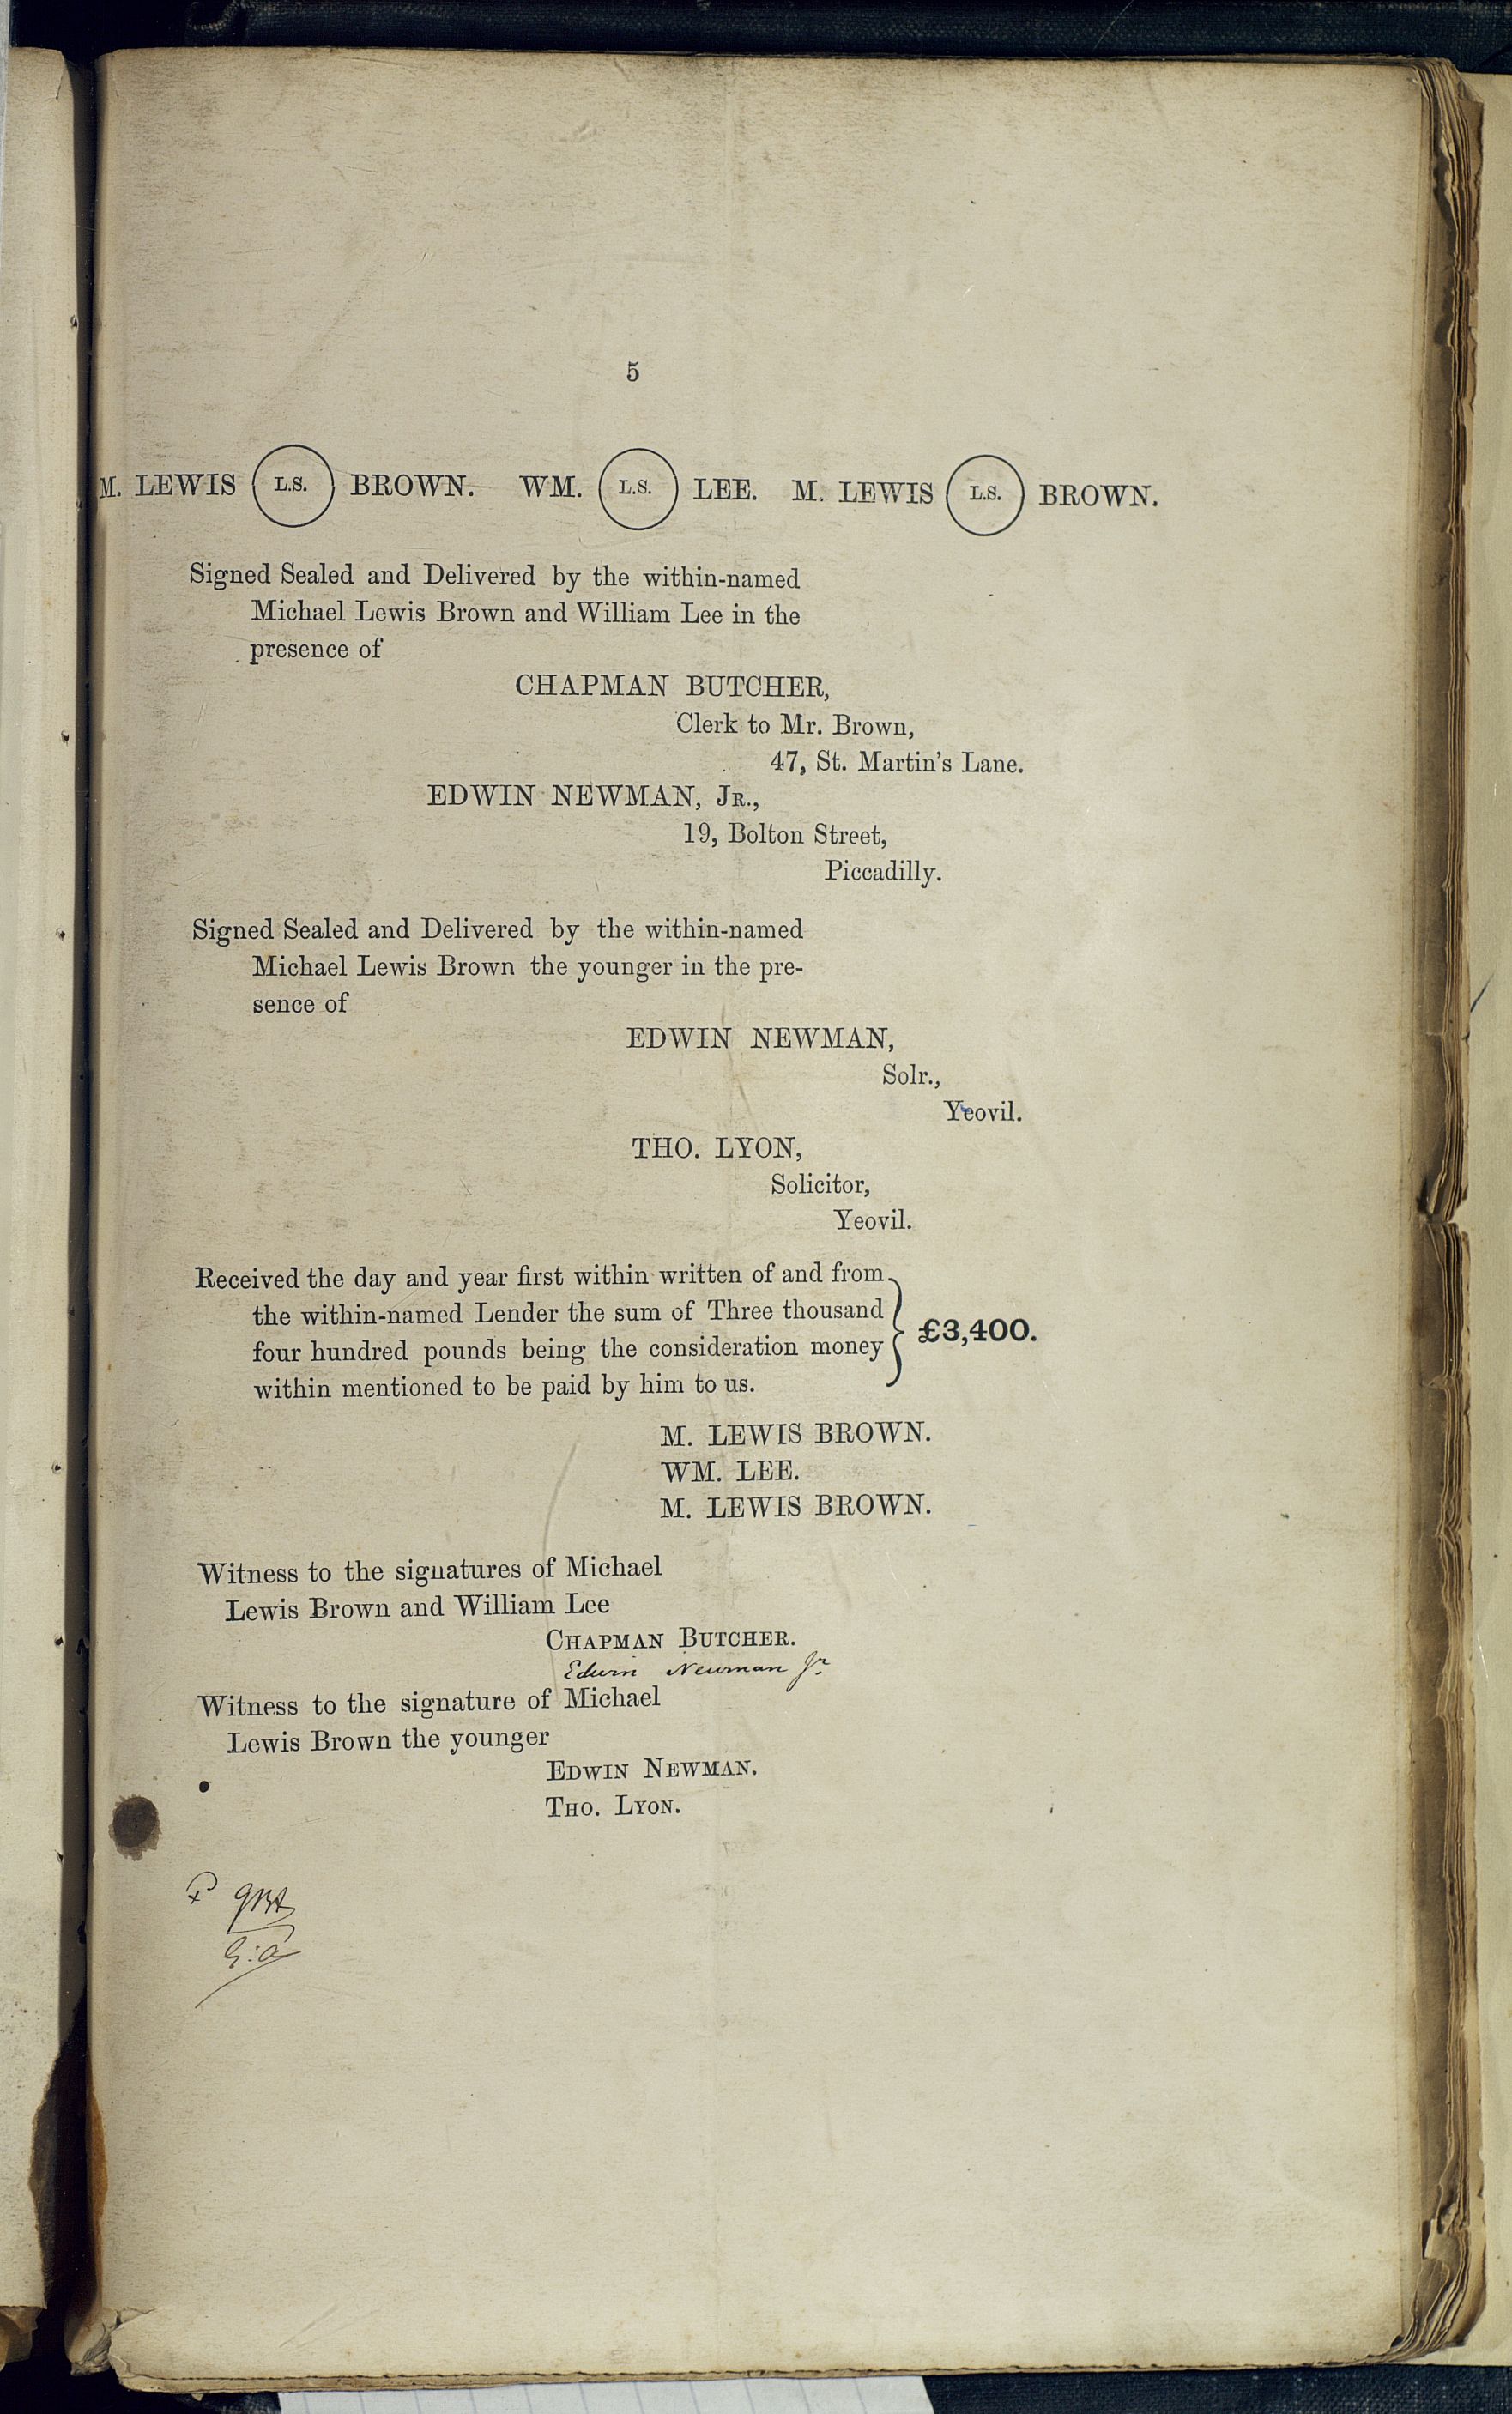 5
M. LEWIS L.S. BROWN. WM. L.S. LEE. M. LEWIS L.S. BROWN.
Signed Sealed and Delivered by the within-named
Michael Lewis Brown and William Lee in the
presence of
CHAPMAN BUTCHER,
Clerk to Mr. Brown,
47, St. Martin's Lane.
EDWIN NEWMAN, JR.,
19, Bolton Street,
Piccadilly.
Signed Sealed and Delivered by the within-named
Michael Lewis Brown the younger in the pre-
sence of
EDWIN NEWMAN,
Solr.,
Yeovil.
THO. LYON,
Solicitor,
Yeovil.
Received the day and year first within written of and from
the within-named Lender the sum of Three thousand
four hundred pounds being the consideration money
within mentioned to be paid by him to us.
£3,400.
M. LEWIS BROWN.
WM. LEE.
M. LEWIS BROWN.
Witness to the signatures of Michael
Lewis Brown and William Lee
CHAPMAN BUTCHER.
Edwin Newman Jr.
Witness to the signature of Michael
Lewis Brown the younger
EDWIN NEWMAN.
THO. LYON.